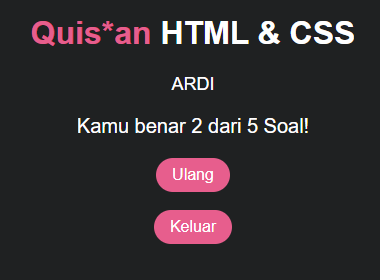 Quis*an HTML & CSS
ARDI
Kamu benar 2 dari 5 Soal!
Ulang
Keluar